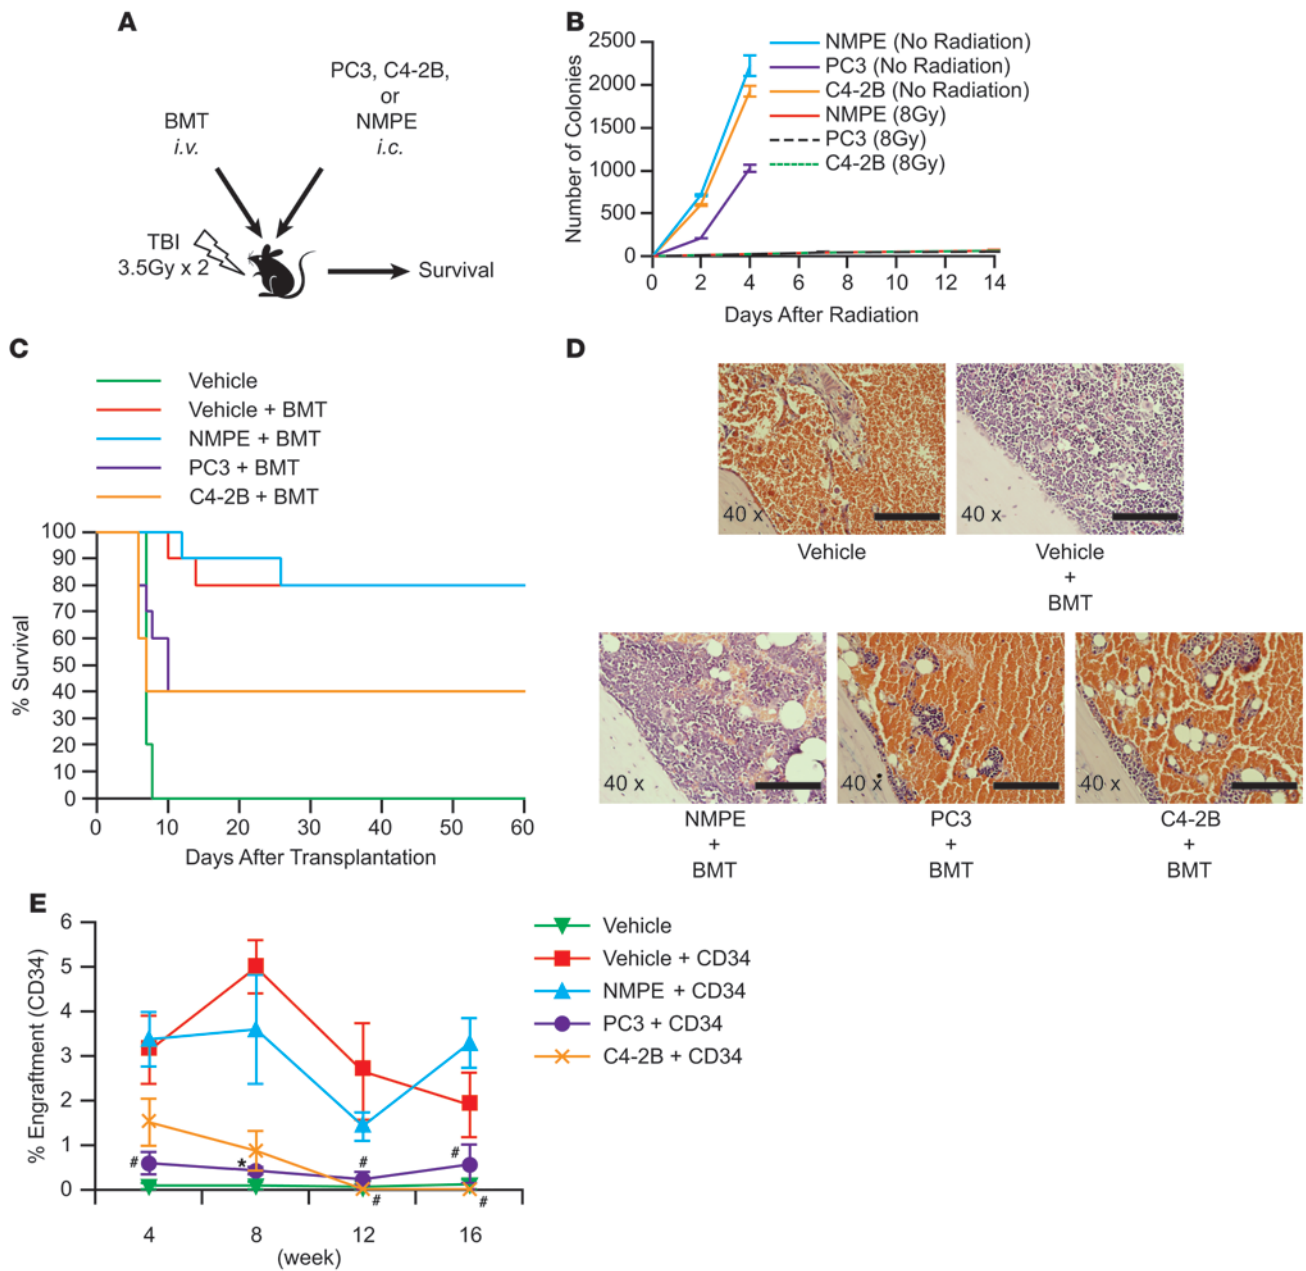 A
PC3, C4-2B,
or
NMPE
i.c.
BMT
i.v.
TBI
3.5Gy x 2
Survival
B
Number of Colonies
2500
2000
1500
1000
500
0
0 2 4 6 8 10 12 14
Days After Radiation
NMPE (No Radiation)
PC3 (No Radiation)
C4-2B (No Radiation)
NMPE (8Gy)
PC3 (8Gy)
C4-2B (8Gy)
C
Vehicle
Vehicle + BMT
NMPE + BMT
PC3 + BMT
C4-2B + BMT
% Survival
100
90
80
70
60
50
40
30
20
10
0
0 10 20 30 40 50 60
Days After Transplantation
D
40 x
Vehicle
40 x
Vehicle
+
BMT
40 x
NMPE
+
BMT
40 x
PC3
+
BMT
40 x
C4-2B
+
BMT
E
% Engraftment (CD34)
6
5
4
3
2
1
0
# * # #
# #
4 8 12 16
(week)
Vehicle
Vehicle + CD34
NMPE + CD34
PC3 + CD34
C4-2B + CD34